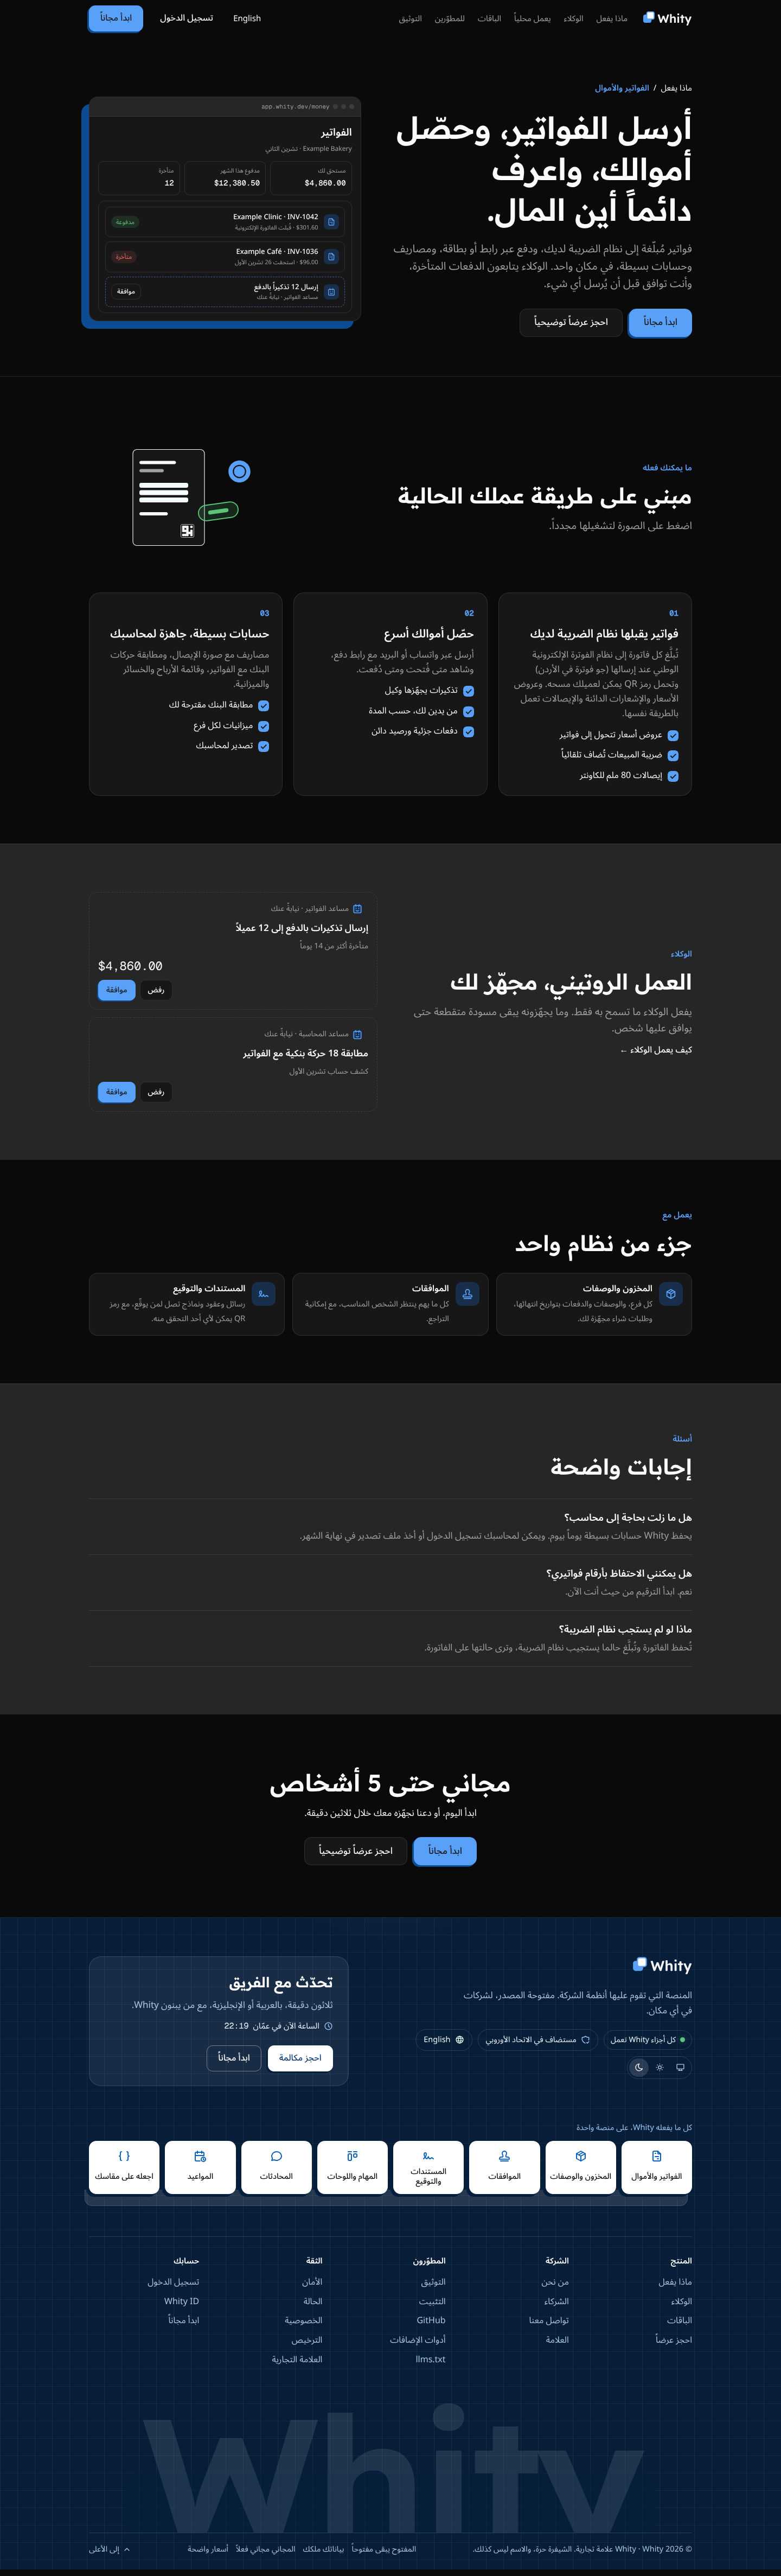 Whity
ماذا يفعل
الوكلاء
يعمل محلياً
الباقات
للمطوّرين
التوثيق
English
تسجيل الدخول
ابدأ مجاناً
ماذا يفعل / الفواتير والأموال
أرسل الفواتير، وحصّل
أموالك، واعرف
دائماً أين المال.
فواتير مُبلّغة إلى نظام الضريبة لديك، ودفع عبر رابط أو بطاقة، ومصاريف
وحسابات بسيطة، في مكان واحد. الوكلاء يتابعون الدفعات المتأخرة،
وأنت توافق قبل أن يُرسل أي شيء.
ابدأ مجاناً
احجز عرضاً توضيحياً
app.whity.dev/money
الفواتير
Example Bakery · تشرين الثاني
مستحق لك
$4,860.00
مدفوع هذا الشهر
$12,380.50
متأخرة
12
Example Clinic · INV-1042
$301,60 · قُبلت الفاتورة الإلكترونية
مدفوعة
Example Café · INV-1036
$96,00 · استحقت 26 تشرين الأول
متأخرة
إرسال 12 تذكيراً بالدفع
مساعد الفواتير · نيابةً عنك
موافقة
ما يمكنك فعله
مبني على طريقة عملك الحالية
اضغط على الصورة لتشغيلها مجدداً.
01
فواتير يقبلها نظام الضريبة لديك
تُبلَّغ كل فاتورة إلى نظام الفوترة الإلكترونية
الوطني عند إرسالها (جو فوترة في الأردن)
وتحمل رمز QR يمكن لعميلك مسحه. وعروض
الأسعار والإشعارات الدائنة والإيصالات تعمل
بالطريقة نفسها.
عروض أسعار تتحول إلى فواتير
ضريبة المبيعات تُضاف تلقائياً
إيصالات 80 ملم للكاونتر
02
حصّل أموالك أسرع
أرسل عبر واتساب أو البريد مع رابط دفع،
وشاهد متى فُتحت ومتى دُفعت.
تذكيرات يجهّزها وكيل
من يدين لك، حسب المدة
دفعات جزئية ورصيد دائن
03
حسابات بسيطة، جاهزة لمحاسبك
مصاريف مع صورة الإيصال، ومطابقة حركات
البنك مع الفواتير، وقائمة الأرباح والخسائر
والميزانية.
مطابقة البنك مقترحة لك
ميزانيات لكل فرع
تصدير لمحاسبك
الوكلاء
العمل الروتيني، مجهّز لك
يفعل الوكلاء ما تسمح به فقط. وما يجهّزونه يبقى مسودة متقطعة حتى
يوافق عليها شخص.
كيف يعمل الوكلاء ←
مساعد الفواتير · نيابةً عنك
إرسال تذكيرات بالدفع إلى 12 عميلاً
متأخرة أكثر من 14 يوماً
$4,860.00
رفض
موافقة
مساعد المحاسبة · نيابةً عنك
مطابقة 18 حركة بنكية مع الفواتير
كشف حساب تشرين الأول
رفض
موافقة
يعمل مع
جزء من نظام واحد
المخزون والوصفات
كل فرع، والوصفات والدفعات بتواريخ انتهائها،
وطلبات شراء مجهّزة لك.
الموافقات
كل ما يهم ينتظر الشخص المناسب، مع إمكانية
التراجع.
المستندات والتوقيع
رسائل وعقود ونماذج تصل لمن يوقّع، مع رمز
QR يمكن لأي أحد التحقق منه.
أسئلة
إجابات واضحة
هل ما زلت بحاجة إلى محاسب؟
يحفظ Whity حسابات بسيطة يوماً بيوم. ويمكن لمحاسبك تسجيل الدخول أو أخذ ملف تصدير في نهاية الشهر.
هل يمكنني الاحتفاظ بأرقام فواتيري؟
نعم. ابدأ الترقيم من حيث أنت الآن.
ماذا لو لم يستجب نظام الضريبة؟
تُحفظ الفاتورة وتُبلَّغ حالما يستجيب نظام الضريبة، وترى حالتها على الفاتورة.
مجاني حتى 5 أشخاص
ابدأ اليوم، أو دعنا نجهّزه معك خلال ثلاثين دقيقة.
ابدأ مجاناً
احجز عرضاً توضيحياً
Whity
المنصة التي تقوم عليها أنظمة الشركة. مفتوحة المصدر، لشركات
في أي مكان.
كل أجزاء Whity تعمل
مستضاف في الاتحاد الأوروبي
English
تحدّث مع الفريق
ثلاثون دقيقة، بالعربية أو الإنجليزية، مع من يبنون Whity.
الساعة الآن في عمّان 22:19
احجز مكالمة
ابدأ مجاناً
كل ما يفعله Whity، على منصة واحدة
الفواتير والأموال
المخزون والوصفات
الموافقات
المستندات والتوقيع
المهام واللوحات
المحادثات
المواعيد
اجعله على مقاسك
المنتج
ماذا يفعل
الوكلاء
الباقات
احجز عرضاً
الشركة
من نحن
الشركاء
تواصل معنا
العلامة
المطوّرون
التوثيق
التثبيت
GitHub
أدوات الإضافات
llms.txt
الثقة
الأمان
الحالة
الخصوصية
الترخيص
العلامة التجارية
حسابك
تسجيل الدخول
Whity ID
ابدأ مجاناً
Whity
© 2026 Whity · Whity علامة تجارية. الشيفرة حرة، والاسم ليس كذلك.
المفتوح يبقى مفتوحاً
بياناتك ملكك
المجاني مجاني فعلاً
أسعار واضحة
إلى الأعلى